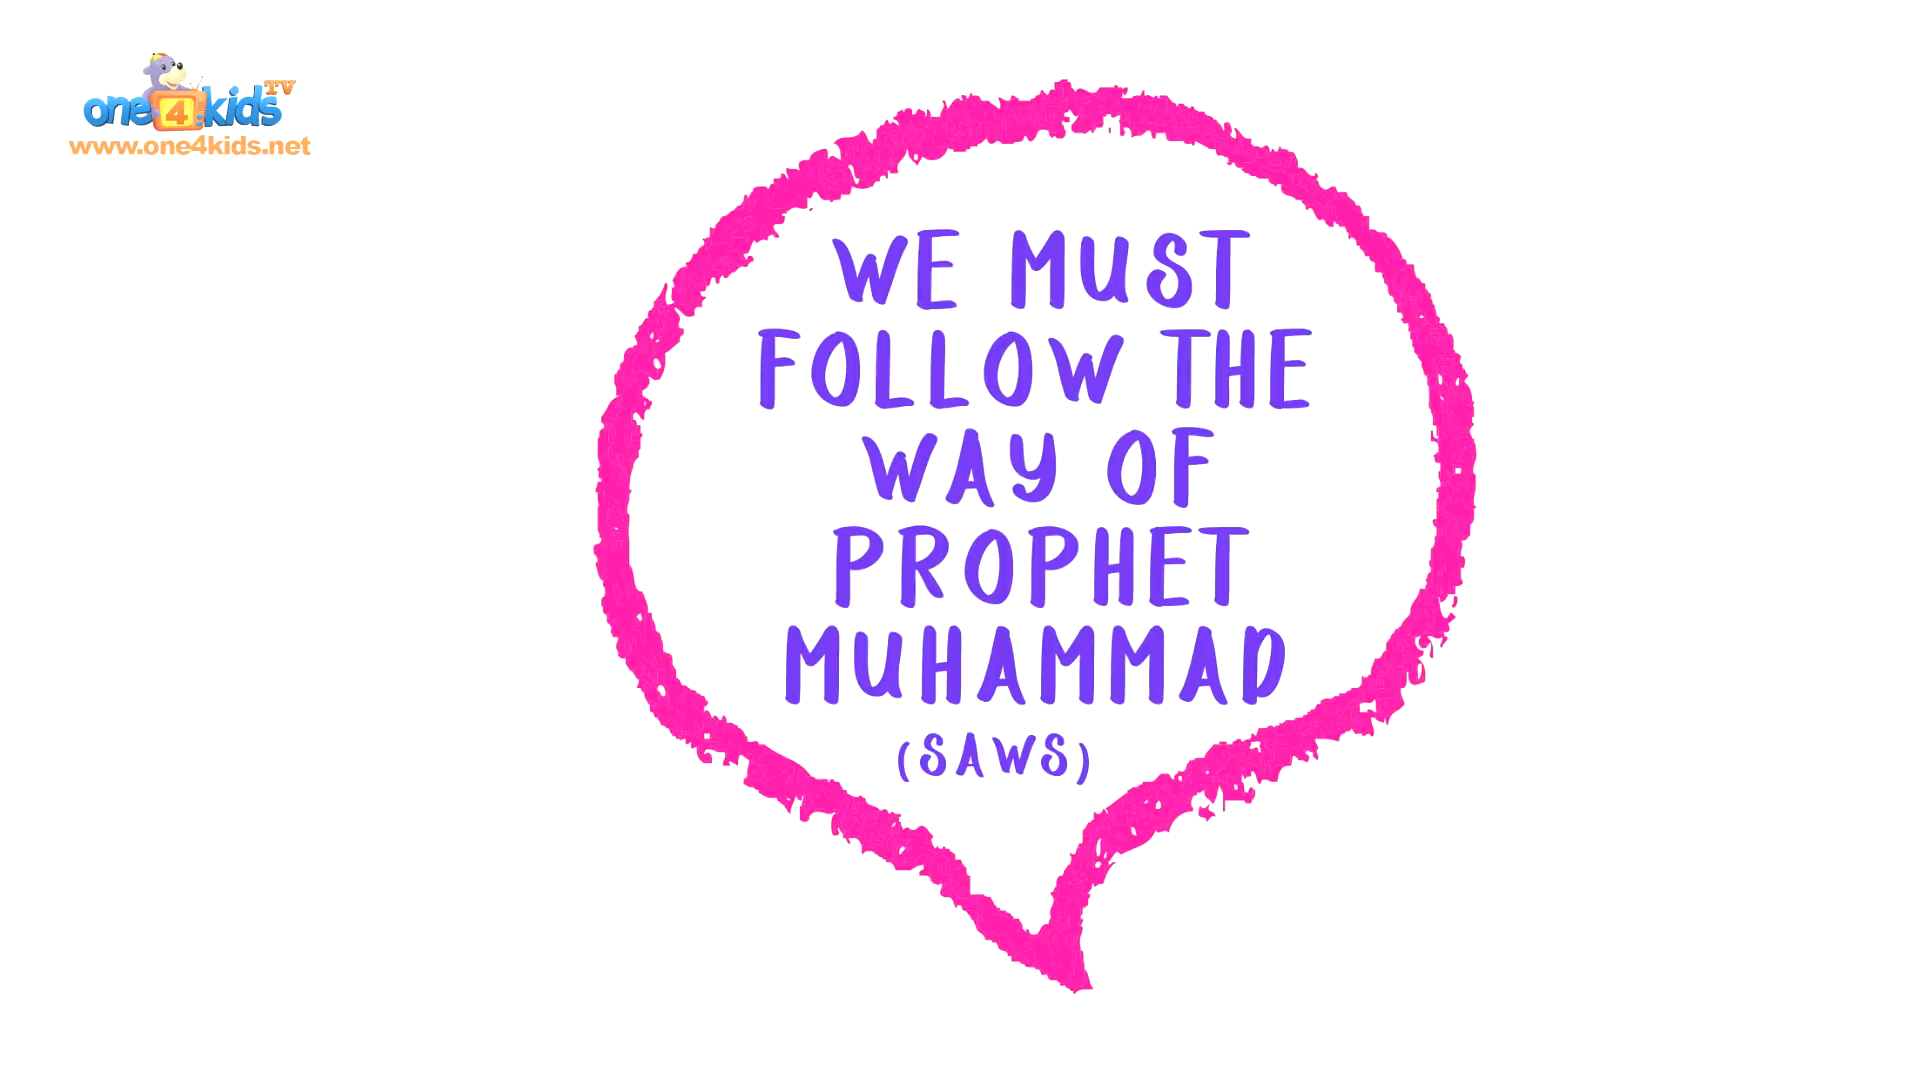 one4kids TV
www.one4kids.net
WE MUST
FOLLOW THE
WAY OF
PROPHET
MUHAMMAD
(SAWS)